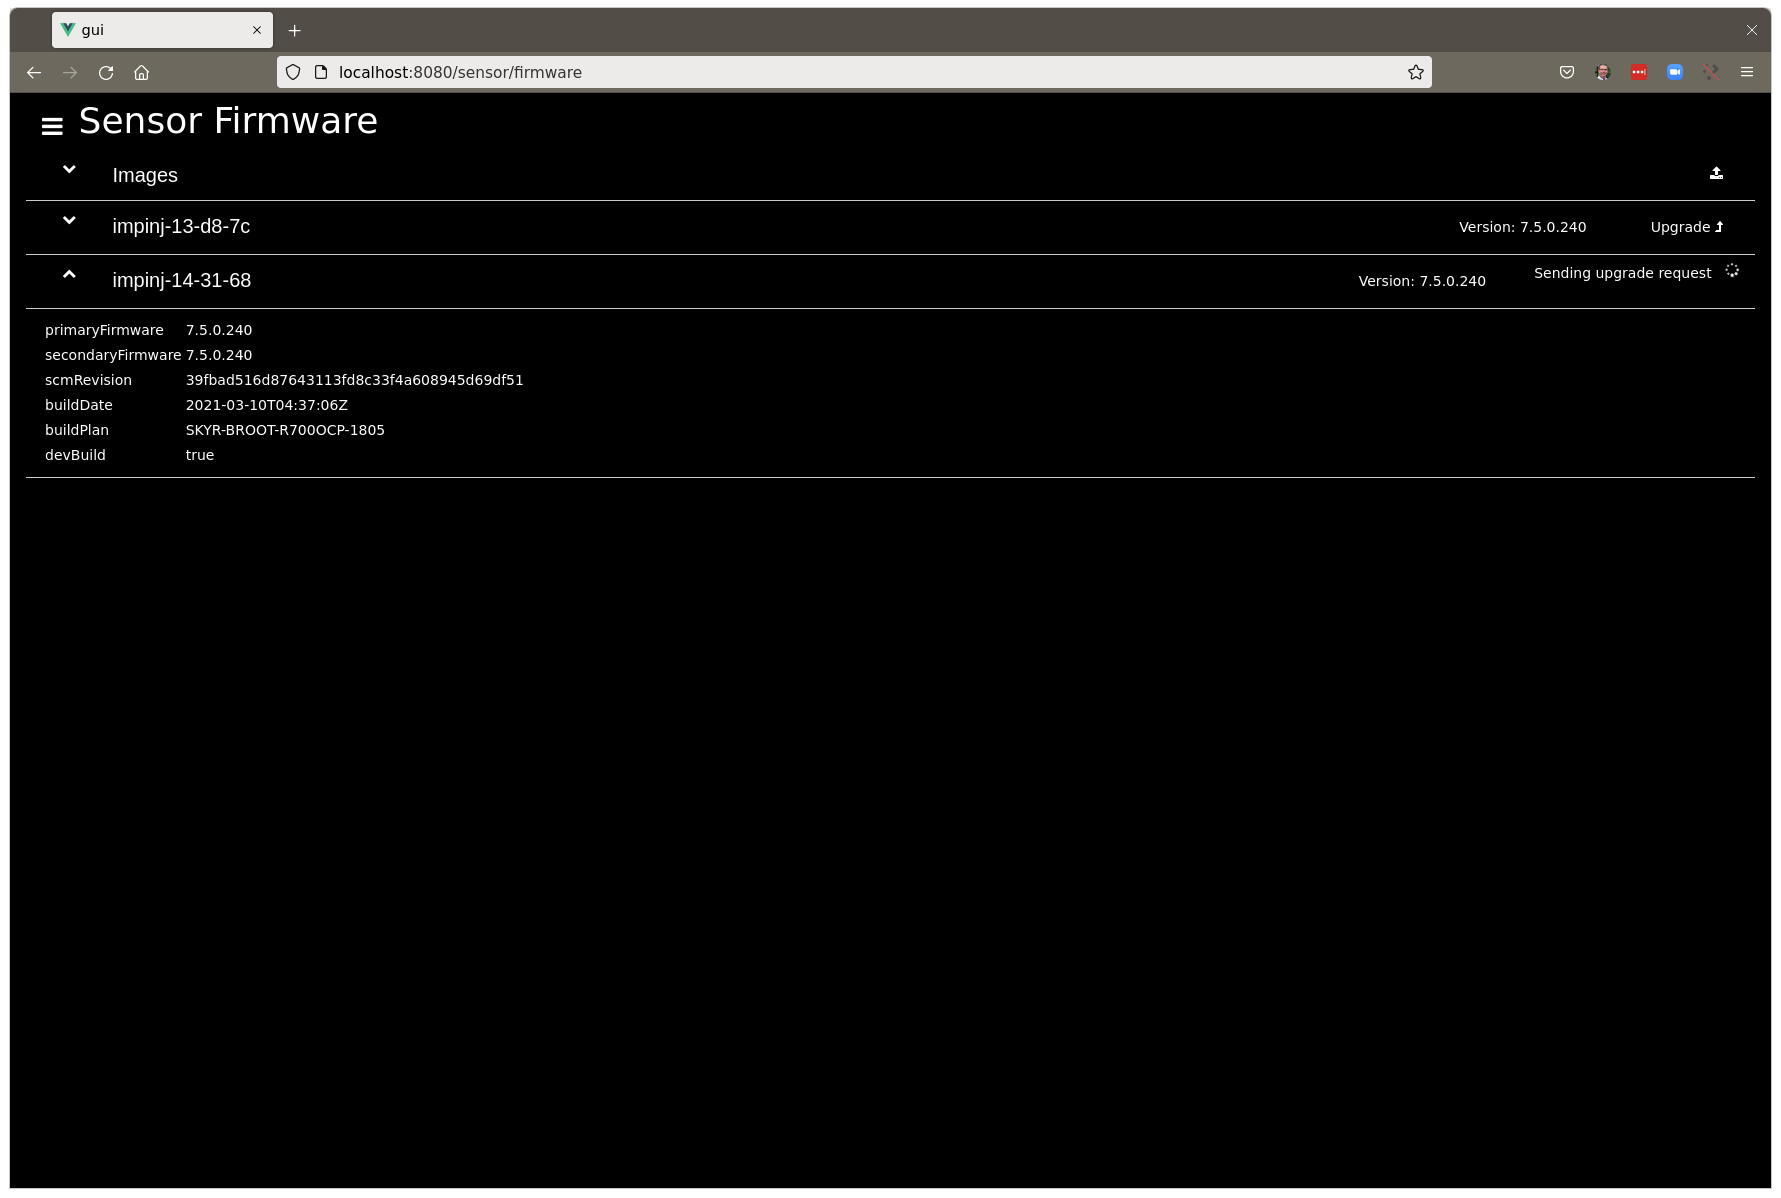 gui
localhost:8080/sensor/firmware
Sensor Firmware
Images
impinj-13-d8-7c Version: 7.5.0.240 Upgrade
impinj-14-31-68 Version: 7.5.0.240 Sending upgrade request
primaryFirmware 7.5.0.240
secondaryFirmware 7.5.0.240
scmRevision 39fbad516d87643113fd8c33f4a608945d69df51
buildDate 2021-03-10T04:37:06Z
buildPlan SKYR-BROOT-R700OCP-1805
devBuild true